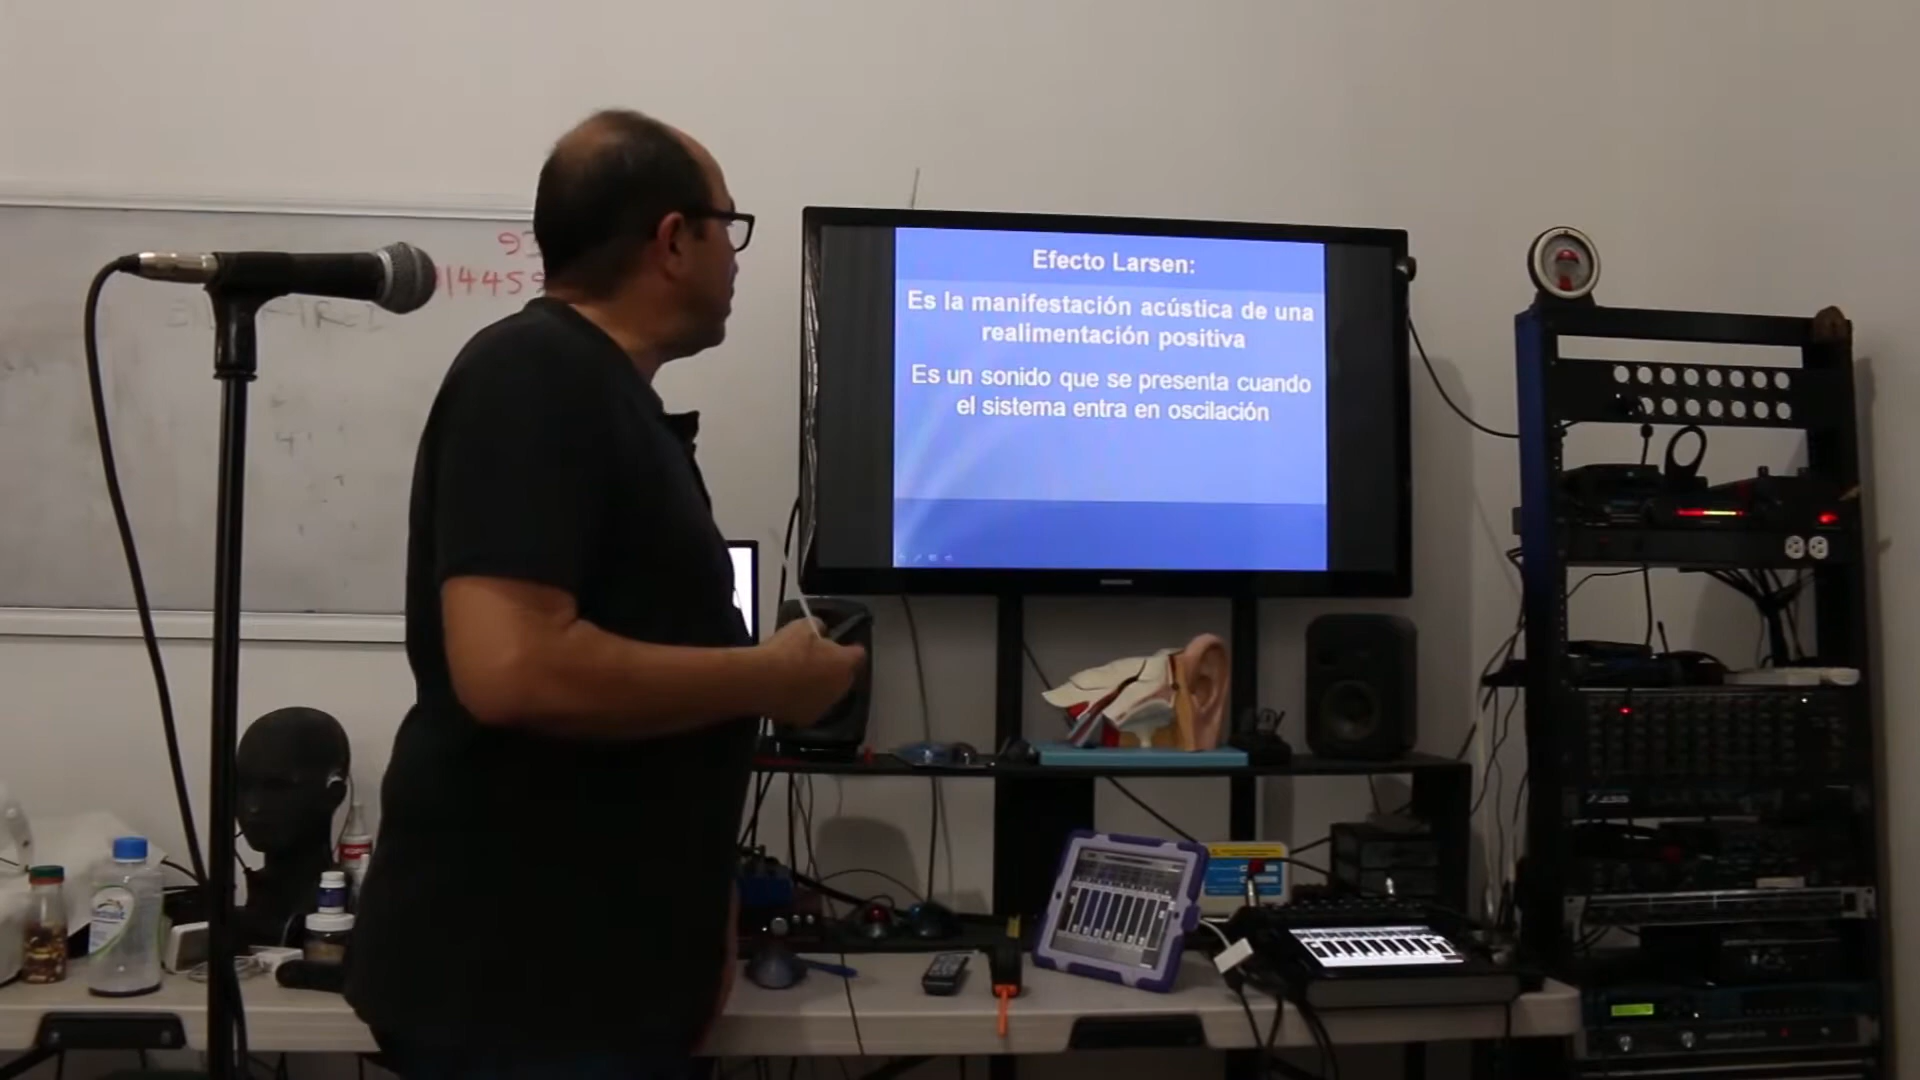 Efecto Larsen:
Es la manifestación acústica de una
realimentación positiva
Es un sonido que se presenta cuando
el sistema entra en oscilación